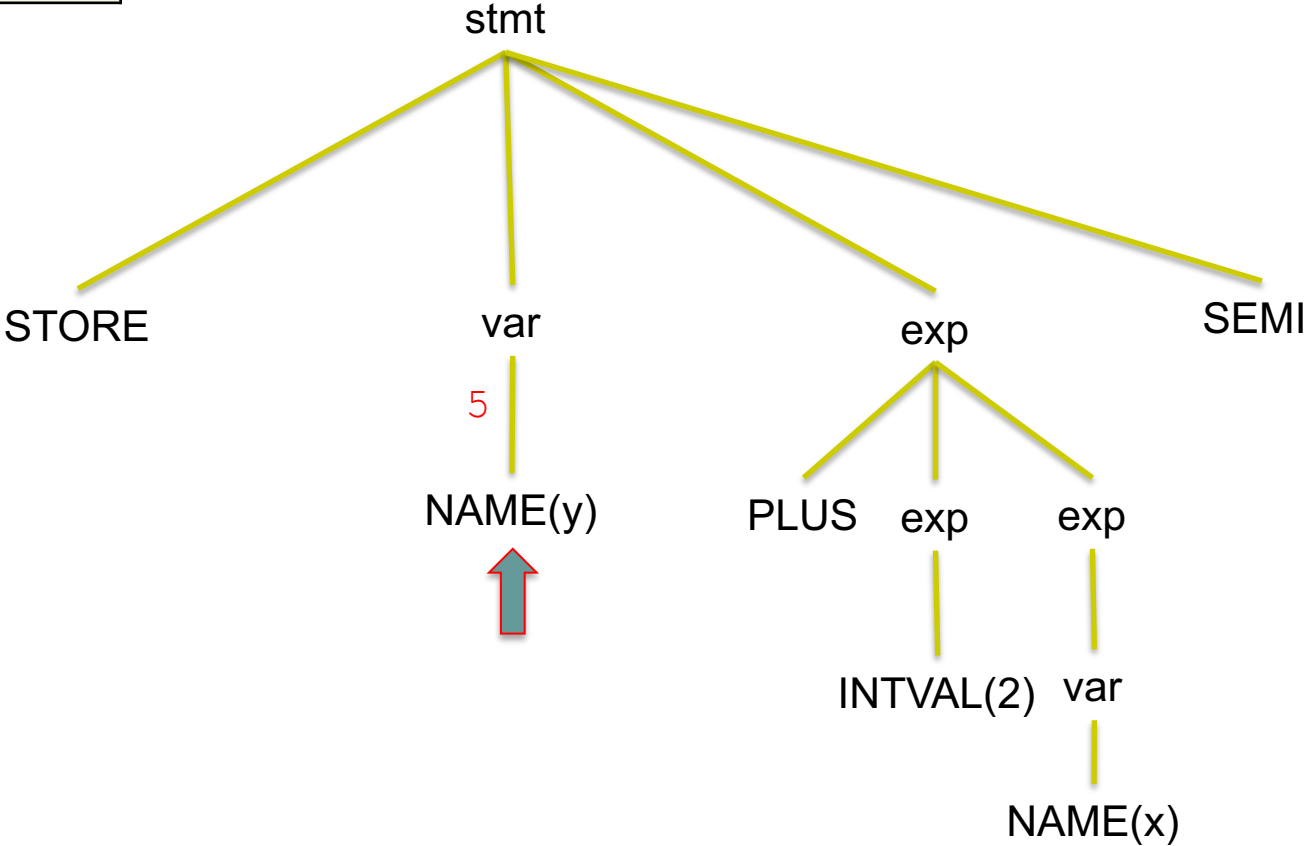 stmt
STORE var exp SEMI
5
NAME(y) PLUS exp exp
INTVAL(2) var
NAME(x)